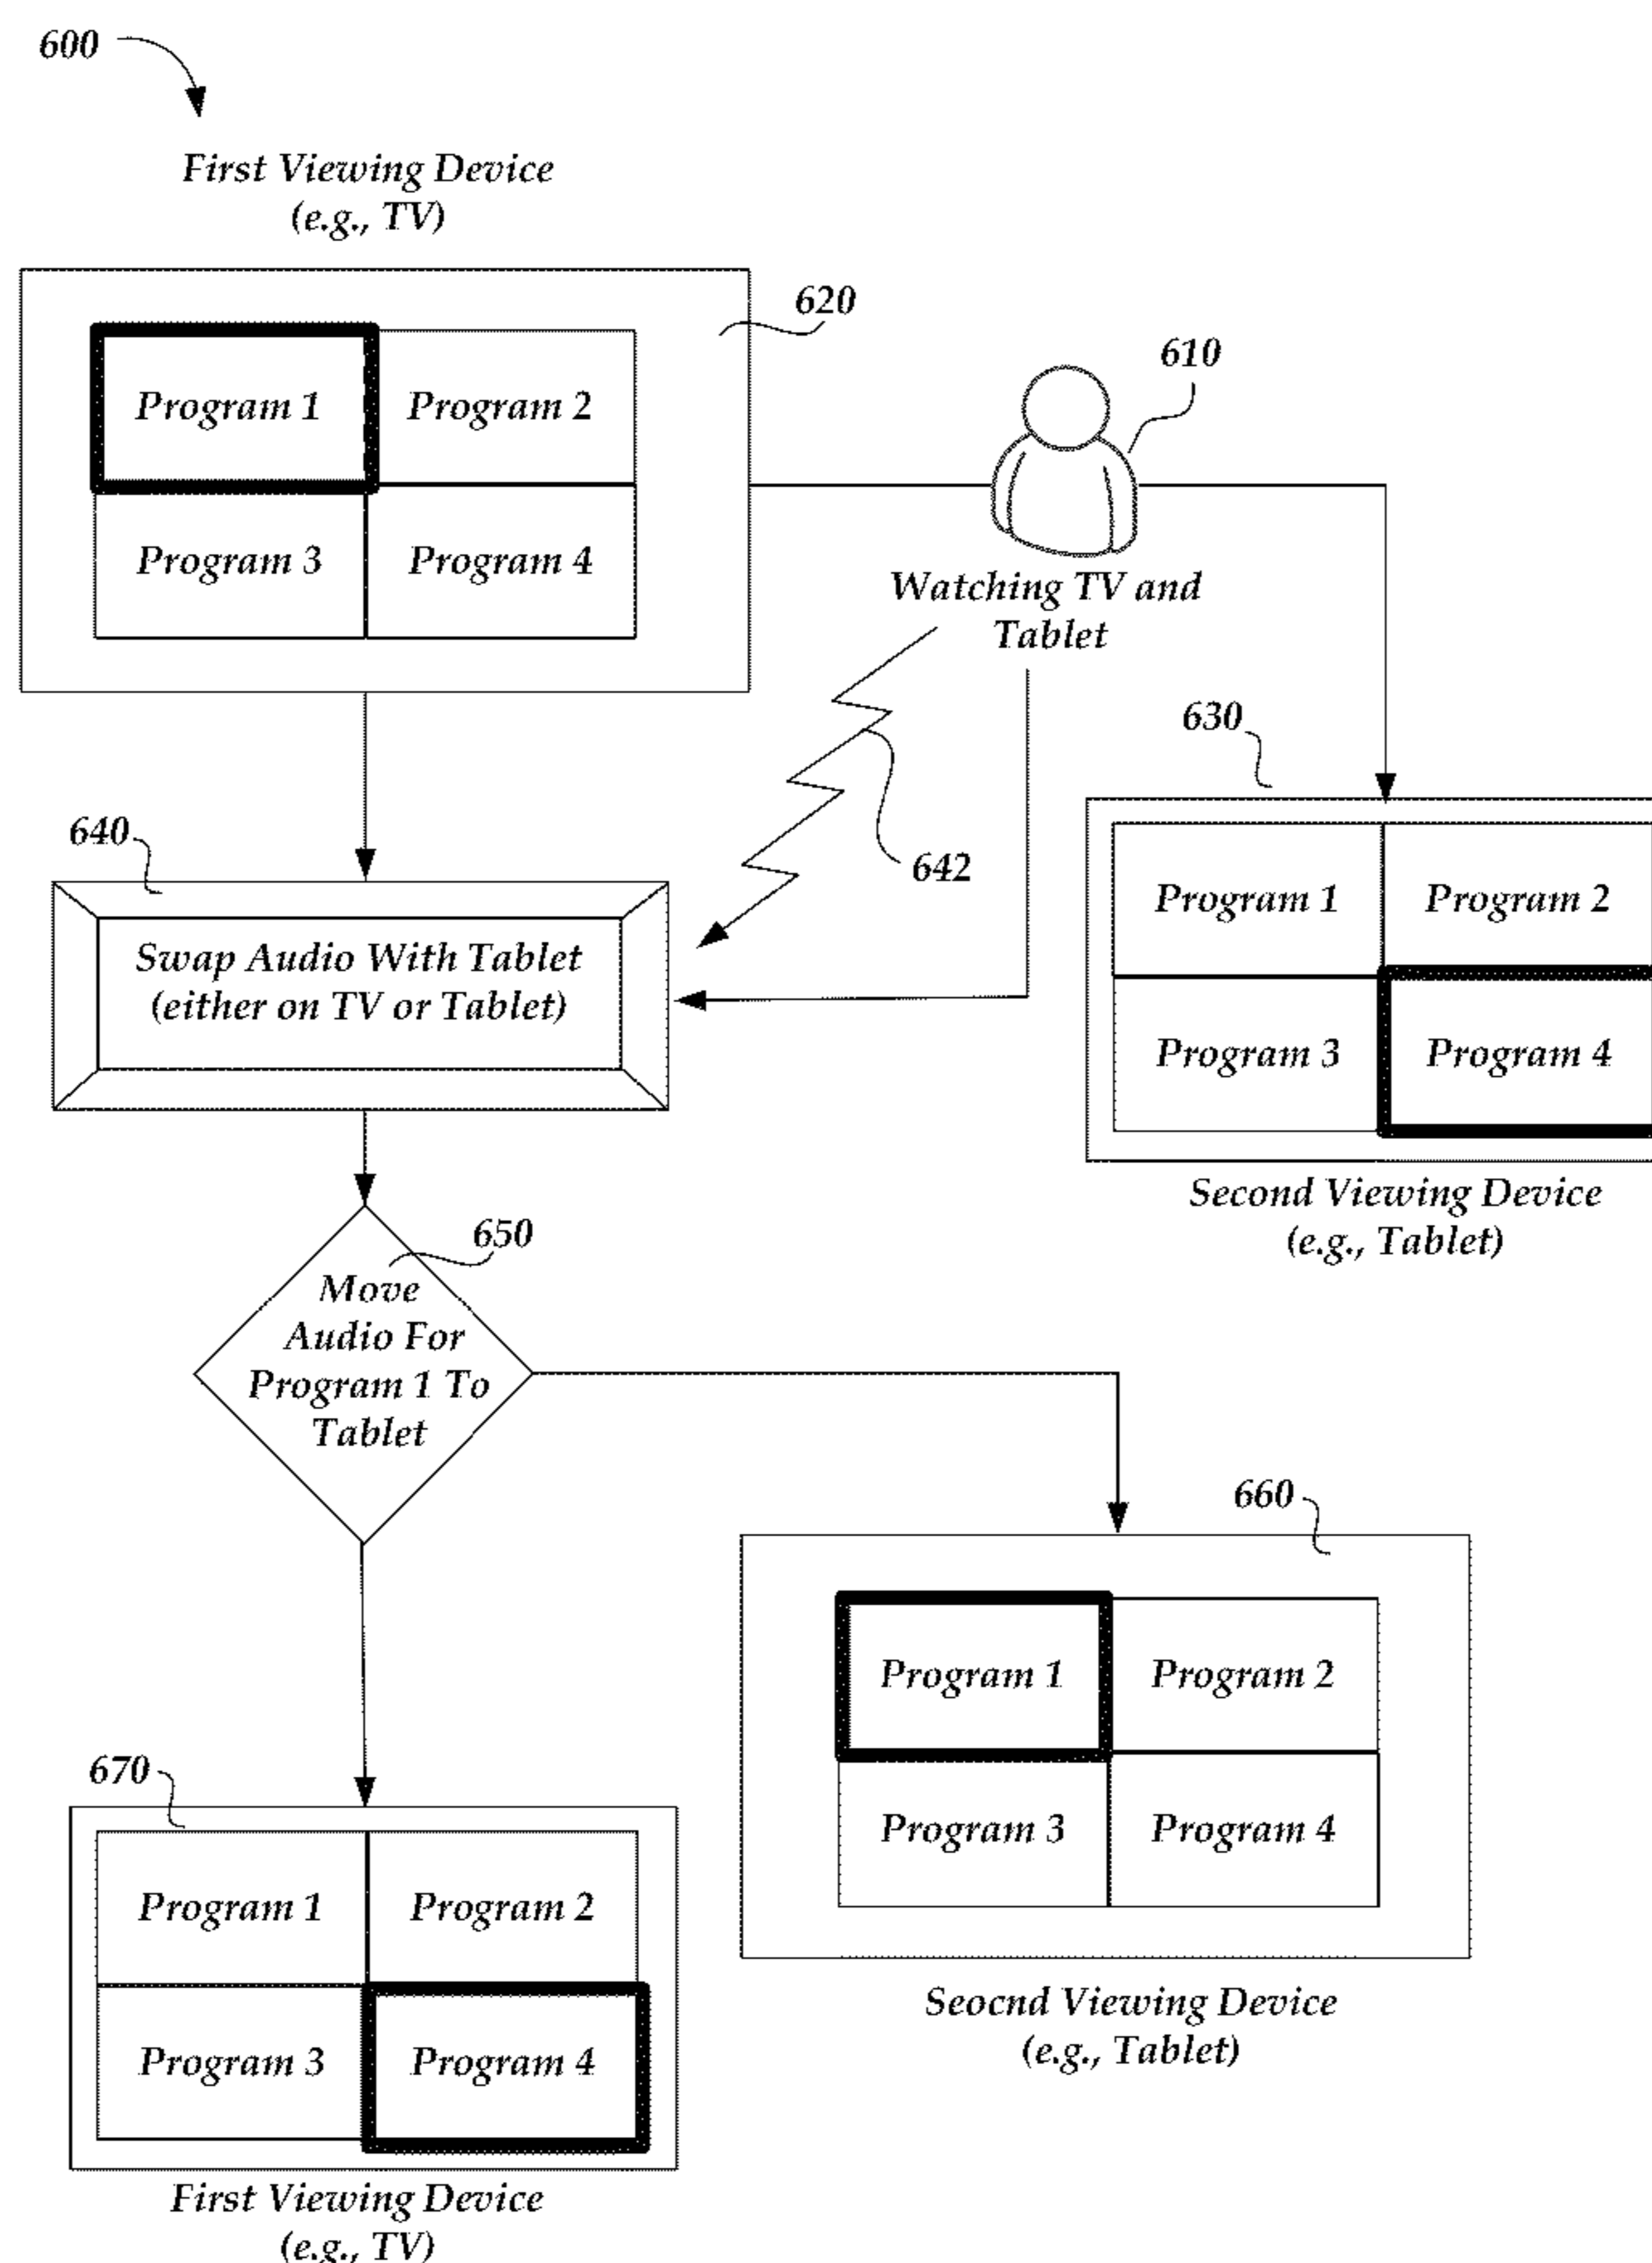 600
First Viewing Device
(e.g., TV)
620
Program 1
Program 2
Program 3
Program 4
610
Watching TV and
Tablet
642
630
Program 1
Program 2
Program 3
Program 4
Second Viewing Device
(e.g., Tablet)
640
Swap Audio With Tablet
(either on TV or Tablet)
650
Move
Audio For
Program 1 To
Tablet
660
Program 1
Program 2
Program 3
Program 4
Seocnd Viewing Device
(e.g., Tablet)
670
Program 1
Program 2
Program 3
Program 4
First Viewing Device
(e.g., TV)